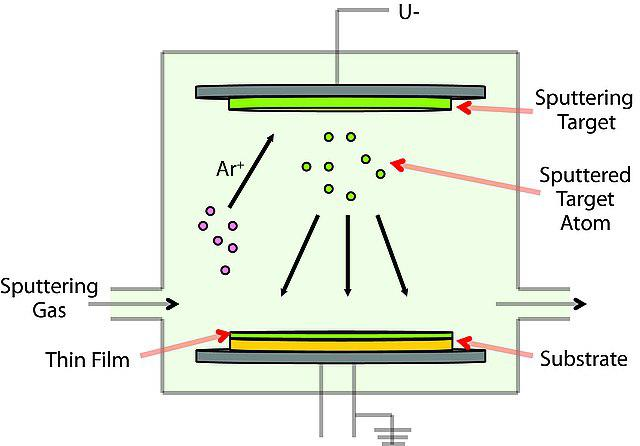 U-
Sputtering
Target
Ar⁺
Sputtered
Target
Atom
Sputtering
Gas
Thin Film
Substrate